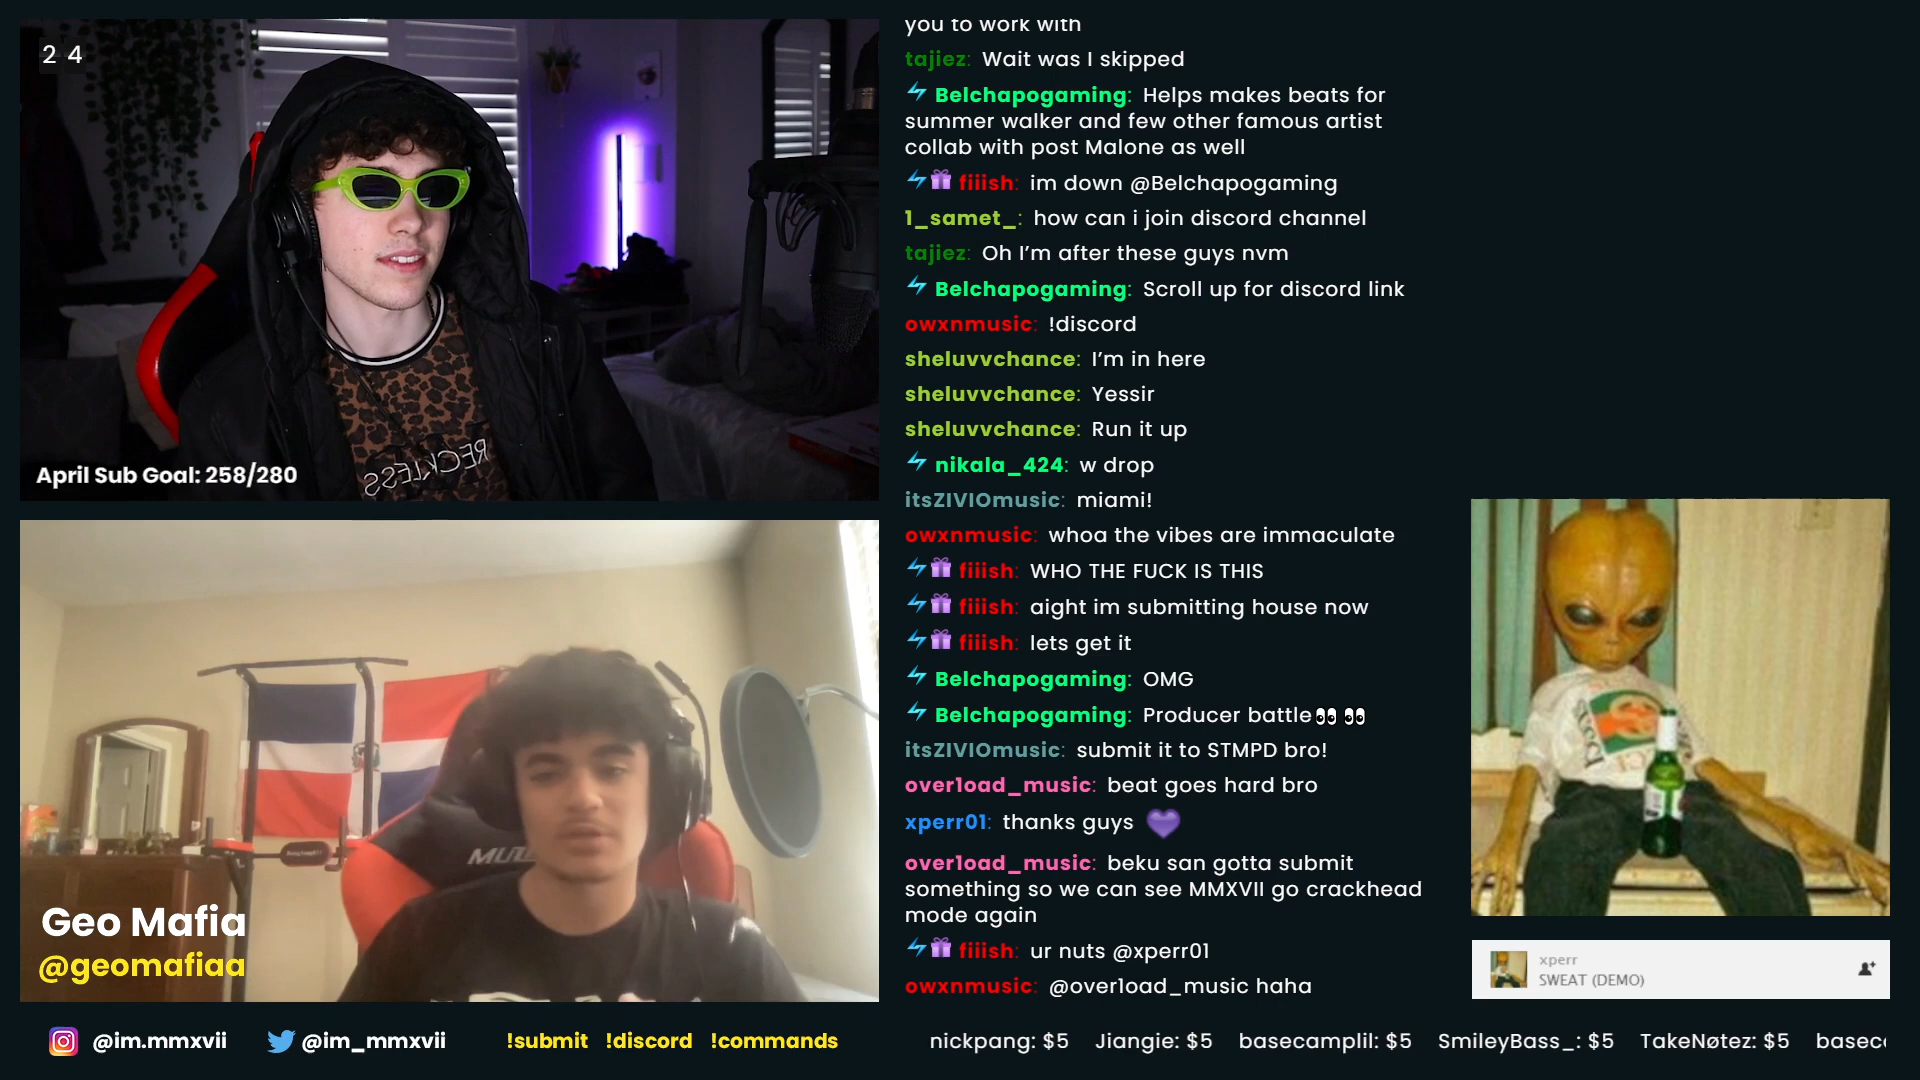 2 4
RECKLESS
April Sub Goal: 258/280
Geo Mafia
@geomafiaa
you to work with
tajiez: Wait was I skipped
Belchapogaming: Helps makes beats for
summer walker and few other famous artist
collab with post Malone as well
fiiish: im down @Belchapogaming
1_samet_: how can i join discord channel
tajiez: Oh I’m after these guys nvm
Belchapogaming: Scroll up for discord link
owxnmusic: !discord
sheluvvchance: I’m in here
sheluvvchance: Yessir
sheluvvchance: Run it up
nikala_424: w drop
itsZIVIOmusic: miami!
owxnmusic: whoa the vibes are immaculate
fiiish: WHO THE FUCK IS THIS
fiiish: aight im submitting house now
fiiish: lets get it
Belchapogaming: OMG
Belchapogaming: Producer battle👀 👀
itsZIVIOmusic: submit it to STMPD bro!
over1oad_music: beat goes hard bro
xperr01: thanks guys 💜
over1oad_music: beku san gotta submit
something so we can see MMXVII go crackhead
mode again
fiiish: ur nuts @xperr01
owxnmusic: @over1oad_music haha
xperr
SWEAT (DEMO)
@im.mmxvii @im_mmxvii !submit !discord !commands
nickpang: $5 Jiangie: $5 basecamplil: $5 SmileyBass_: $5 TakeNøtez: $5